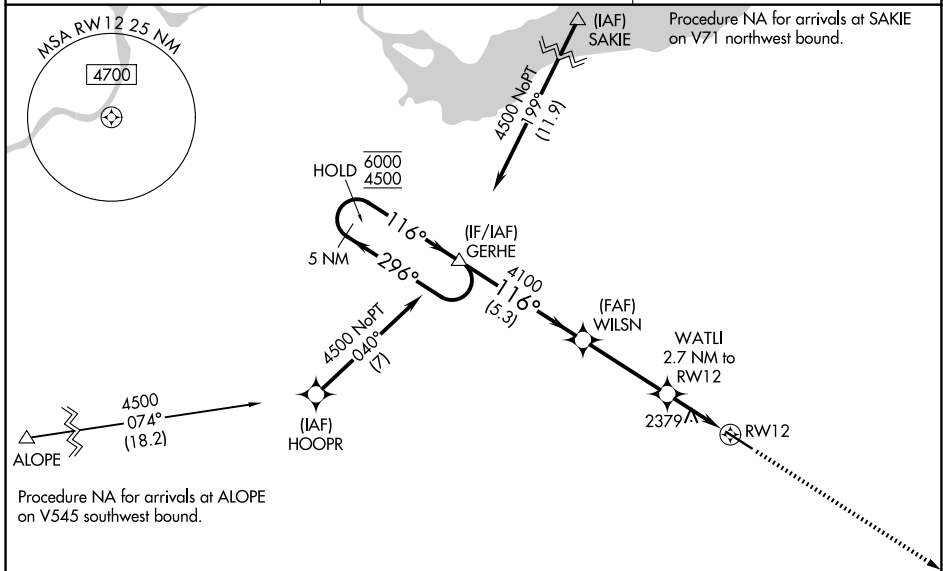 MSA RW12 25 NM
4700
(IAF)
SAKIE
Procedure NA for arrivals at SAKIE
on V71 northwest bound.
4500 NoPT
199°
(11.9)
HOLD
6000
4500
116°
5 NM
296°
(IF/IAF)
GERHE
4100
116°
(5.3)
(FAF)
WILSN
4500 NoPT
040°
(7)
WATLI
2.7 NM to
RW12
4500
074°
(18.2)
ALOPE
(IAF)
HOOPR
2379
RW12
Procedure NA for arrivals at ALOPE
on V545 southwest bound.